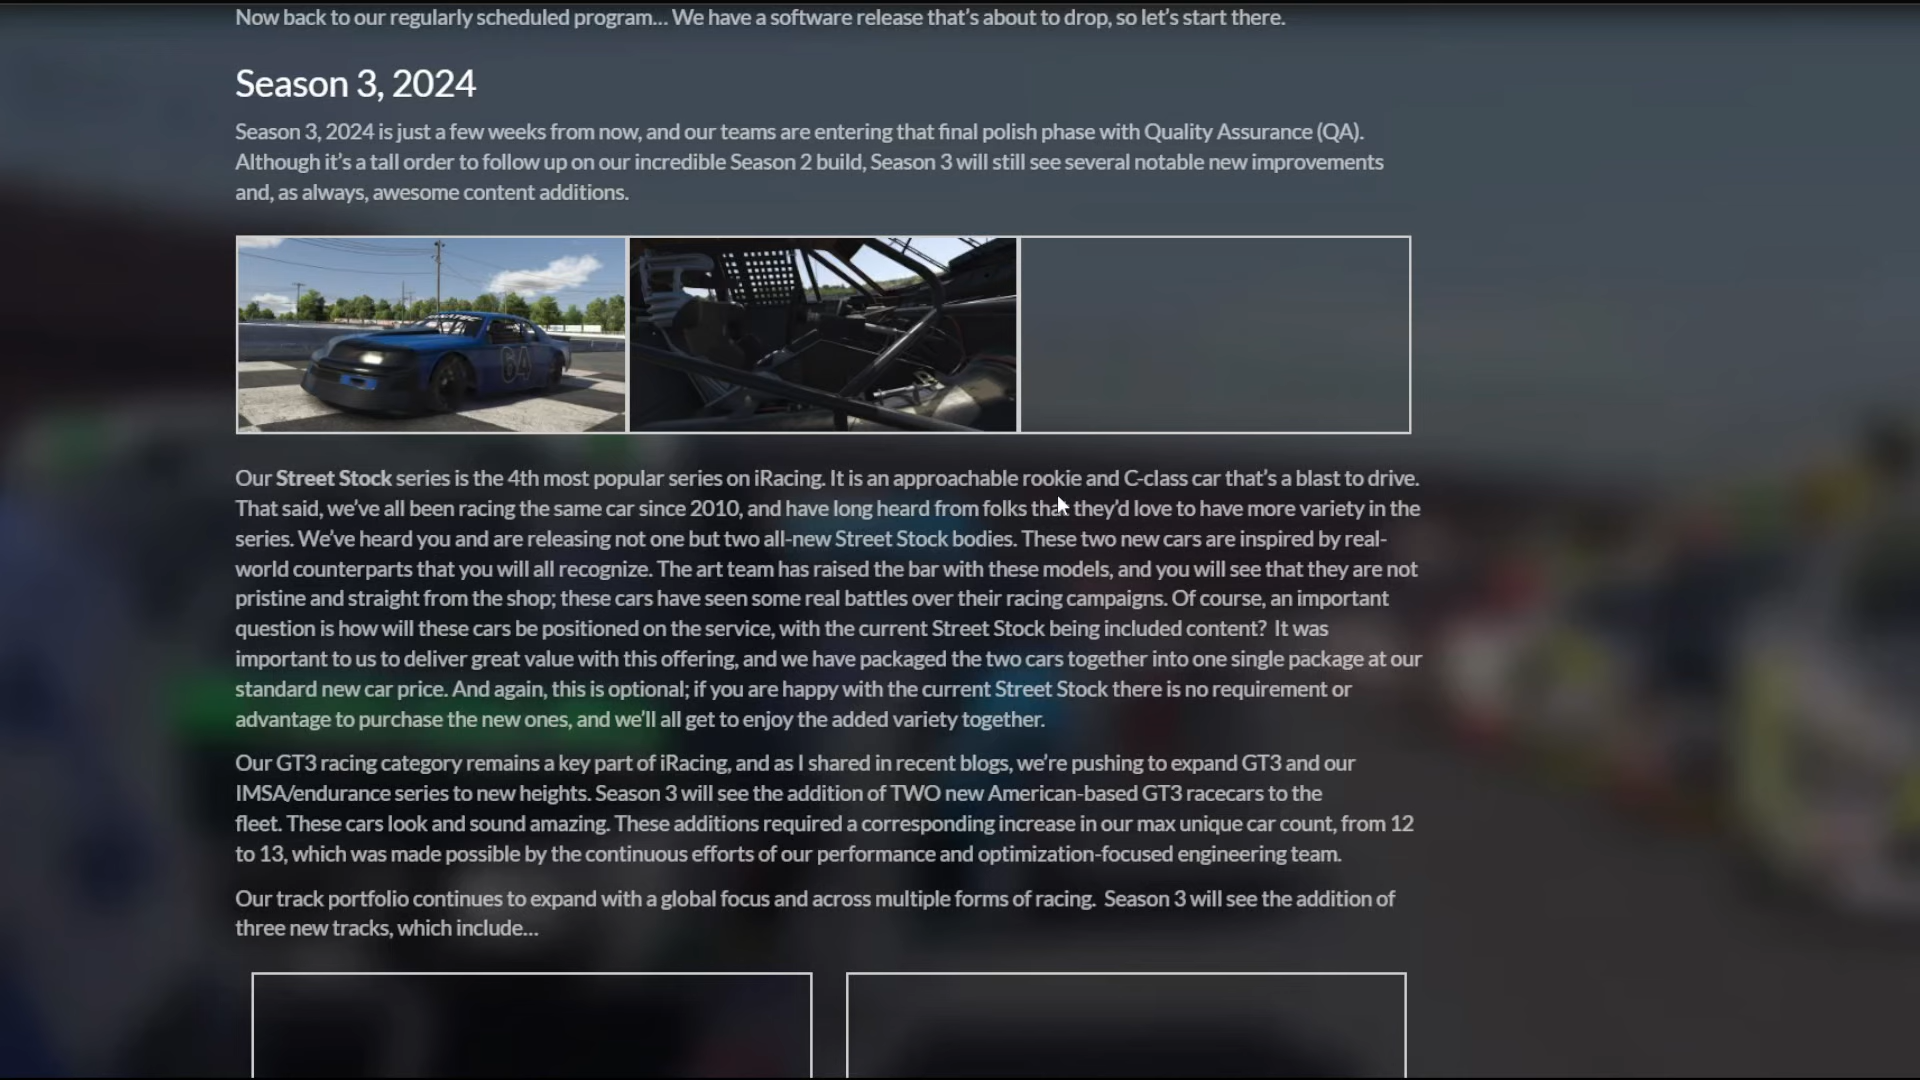 Now back to our regularly scheduled program… We have a software release that’s about to drop, so let’s start there.
Season 3, 2024
Season 3, 2024 is just a few weeks from now, and our teams are entering that final polish phase with Quality Assurance (QA).
Although it’s a tall order to follow up on our incredible Season 2 build, Season 3 will still see several notable new improvements
and, as always, awesome content additions.
64
Our Street Stock series is the 4th most popular series on iRacing. It is an approachable rookie and C-class car that’s a blast to drive.
That said, we’ve all been racing the same car since 2010, and have long heard from folks that they’d love to have more variety in the
series. We’ve heard you and are releasing not one but two all-new Street Stock bodies. These two new cars are inspired by real-
world counterparts that you will all recognize. The art team has raised the bar with these models, and you will see that they are not
pristine and straight from the shop; these cars have seen some real battles over their racing campaigns. Of course, an important
question is how will these cars be positioned on the service, with the current Street Stock being included content? It was
important to us to deliver great value with this offering, and we have packaged the two cars together into one single package at our
standard new car price. And again, this is optional; if you are happy with the current Street Stock there is no requirement or
advantage to purchase the new ones, and we’ll all get to enjoy the added variety together.
Our GT3 racing category remains a key part of iRacing, and as I shared in recent blogs, we’re pushing to expand GT3 and our
IMSA/endurance series to new heights. Season 3 will see the addition of TWO new American-based GT3 racecars to the
fleet. These cars look and sound amazing. These additions required a corresponding increase in our max unique car count, from 12
to 13, which was made possible by the continuous efforts of our performance and optimization-focused engineering team.
Our track portfolio continues to expand with a global focus and across multiple forms of racing. Season 3 will see the addition of
three new tracks, which include…